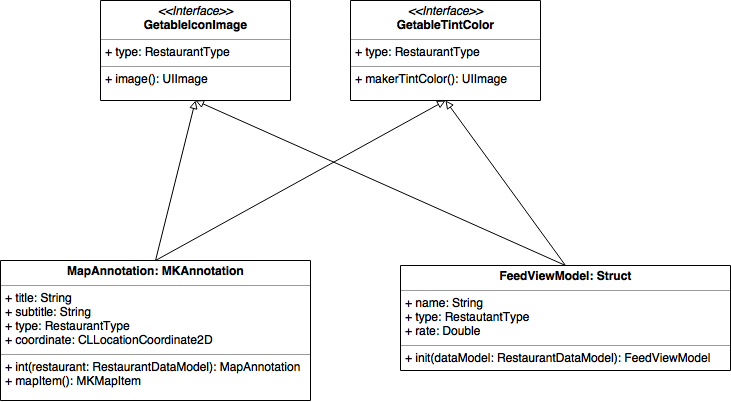 <<Interface>>
GetableIconImage
+ type: RestaurantType
+ image(): UIImage
<<Interface>>
GetableTintColor
+ type: RestaurantType
+ makerTintColor(): UIImage
MapAnnotation: MKAnnotation
+ title: String
+ subtitle: String
+ type: RestaurantType
+ coordinate: CLLocationCoordinate2D
+ int(restaurant: RestaurantDataModel): MapAnnotation
+ mapItem(): MKMapItem
FeedViewModel: Struct
+ name: String
+ type: RestautantType
+ rate: Double
+ init(dataModel: RestaurantDataModel): FeedViewModel